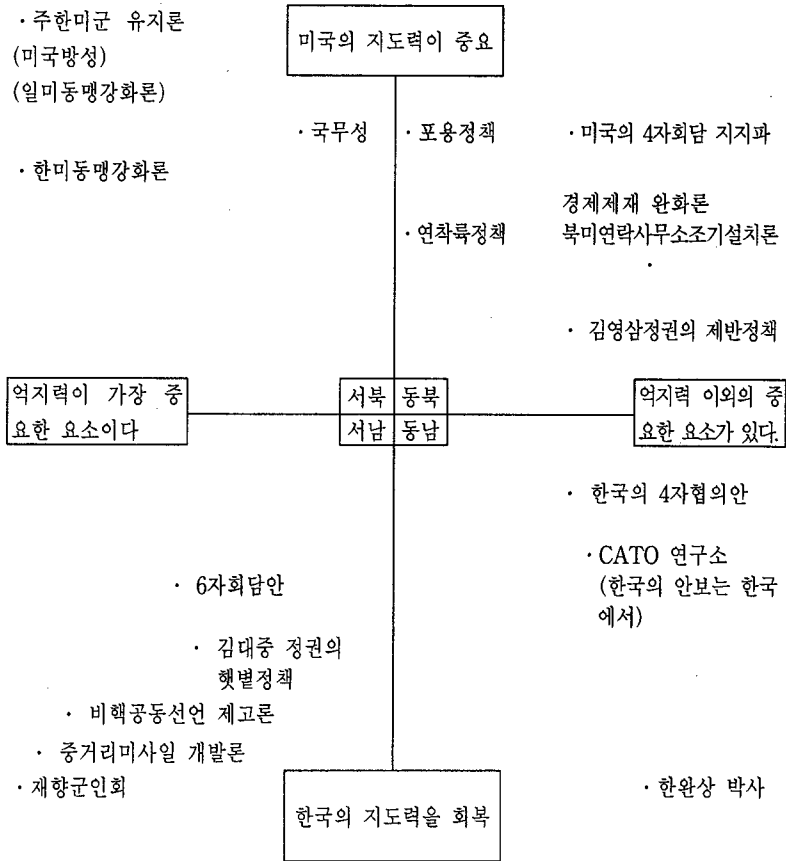 · 주한미군 유지론
(미국방성)
(일미동맹강화론)
미국의 지도력이 중요
· 국무성
· 포용정책
· 미국의 4자회담 지지파
· 한미동맹강화론
경제제재 완화론
· 연착륙정책
북미연락사무소조기설치론
·
· 김영삼정권의 제반정책
억지력이 가장 중
요한 요소이다
서북
동북
서남
동남
억지력 이외의 중
요한 요소가 있다.
· 한국의 4자협의안
· CATO 연구소
(한국의 안보는 한국
에서)
· 6자회담안
· 김대중 정권의
햇볕정책
· 비핵공동선언 제고론
· 중거리미사일 개발론
· 재향군인회
한국의 지도력을 회복
· 한완상 박사